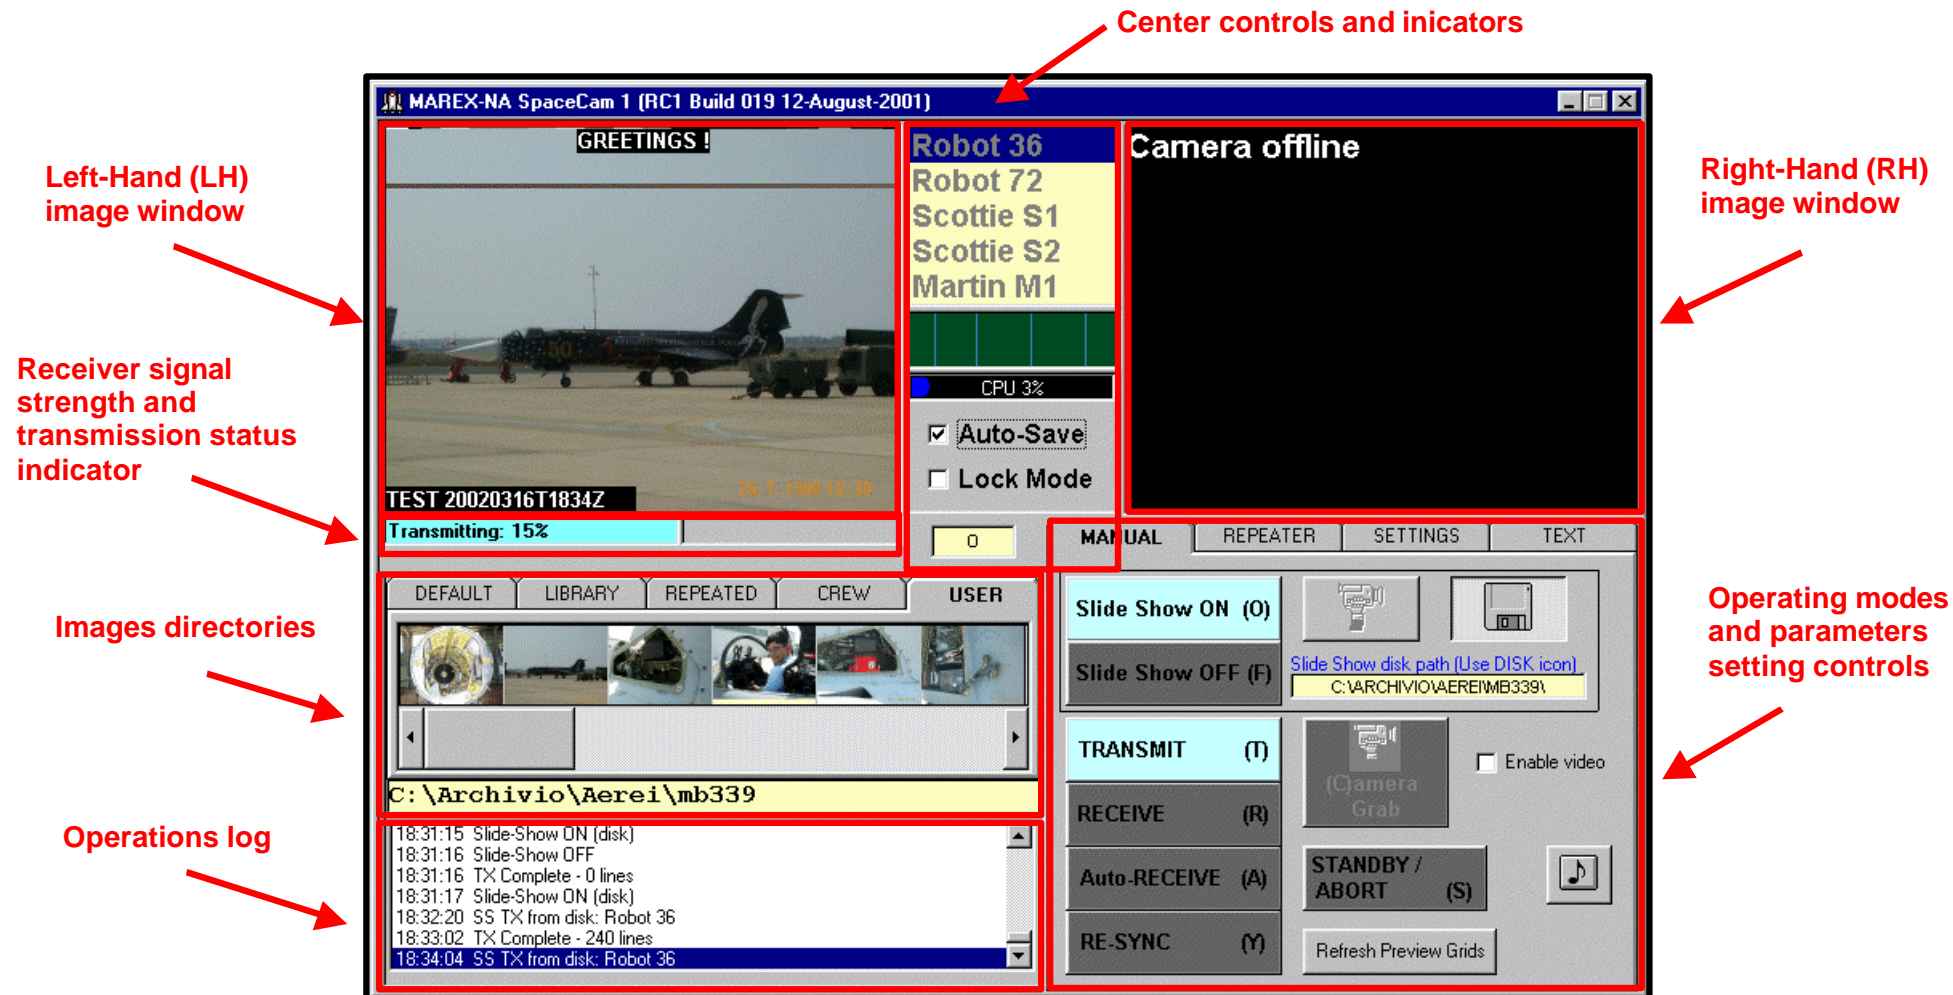 Center controls and inicators
MAREX-NA SpaceCam 1 (RC1 Build 019 12-August-2001)
Left-Hand (LH)
image window
Receiver signal
strength and
transmission status
indicator
Images directories
Operations log
GREETINGS !
50
TEST 20020316T1834Z
Transmitting: 15%
Robot 36
Robot 72
Scottie S1
Scottie S2
Martin M1
CPU 3%
Auto-Save
Lock Mode
0
Camera offline
Right-Hand (RH)
image window
Operating modes
and parameters
setting controls
DEFAULT LIBRARY REPEATED CREW USER
C:\Archivio\Aerei\mb339
18:31:15 Slide-Show ON (disk)
18:31:16 Slide-Show OFF
18:31:16 TX Complete - 0 lines
18:31:17 Slide-Show ON (disk)
18:32:20 SS TX from disk: Robot 36
18:33:02 TX Complete - 240 lines
18:34:04 SS TX from disk: Robot 36
MANUAL REPEATER SETTINGS TEXT
Slide Show ON (O)
Slide Show OFF (F)
Slide Show disk path (Use DISK icon)
C:\ARCHIVIO\AEREI\MB339\
TRANSMIT (T)
RECEIVE (R)
Auto-RECEIVE (A)
RE-SYNC (Y)
(C)amera
Grab
Enable video
STANDBY /
ABORT (S)
Refresh Preview Grids